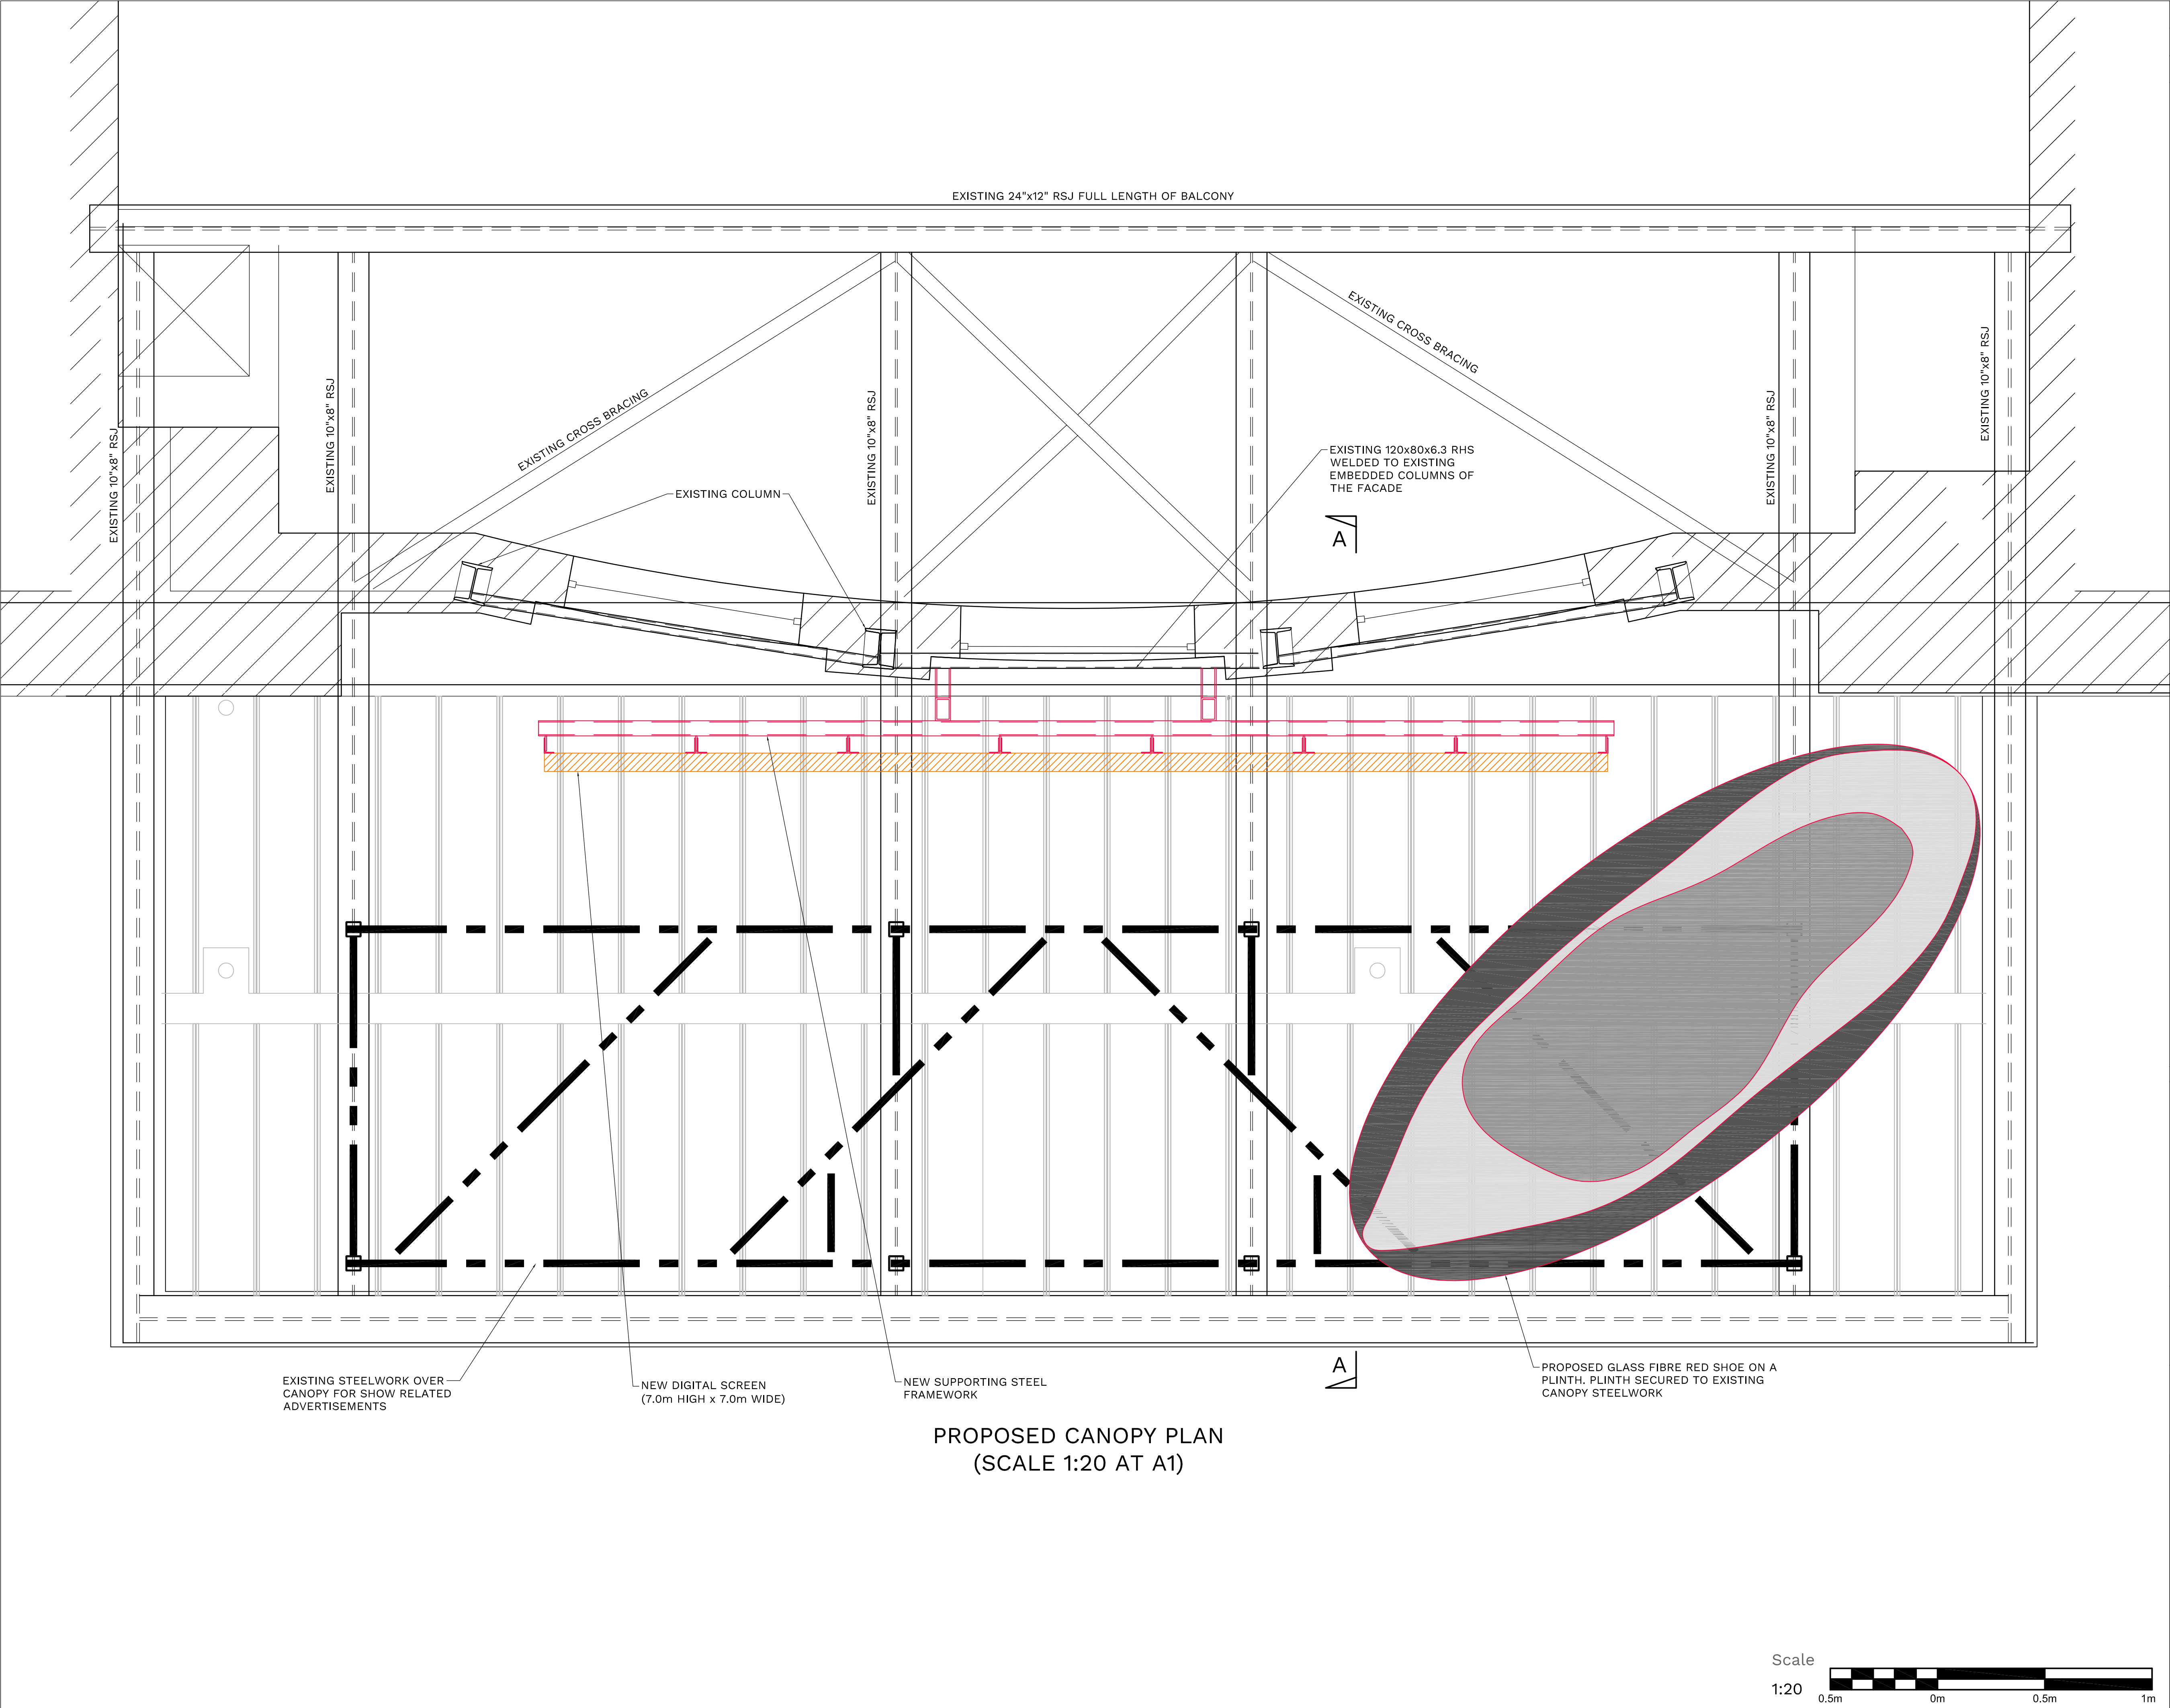 EXISTING 24"x12" RSJ FULL LENGTH OF BALCONY
EXISTING CROSS BRACING
EXISTING 10"x8" RSJ
EXISTING 10"x8" RSJ
EXISTING CROSS BRACING
EXISTING 10"x8" RSJ
EXISTING 10"x8" RSJ
EXISTING 10"x8" RSJ
EXISTING 120x80x6.3 RHS
WELDED TO EXISTING
EMBEDDED COLUMNS OF
THE FACADE
EXISTING COLUMN
A
A
EXISTING STEELWORK OVER
CANOPY FOR SHOW RELATED
ADVERTISEMENTS
NEW DIGITAL SCREEN
(7.0m HIGH x 7.0m WIDE)
NEW SUPPORTING STEEL
FRAMEWORK
PROPOSED GLASS FIBRE RED SHOE ON A
PLINTH. PLINTH SECURED TO EXISTING
CANOPY STEELWORK
PROPOSED CANOPY PLAN
(SCALE 1:20 AT A1)
Scale
1:20
0.5m 0m 0.5m 1m